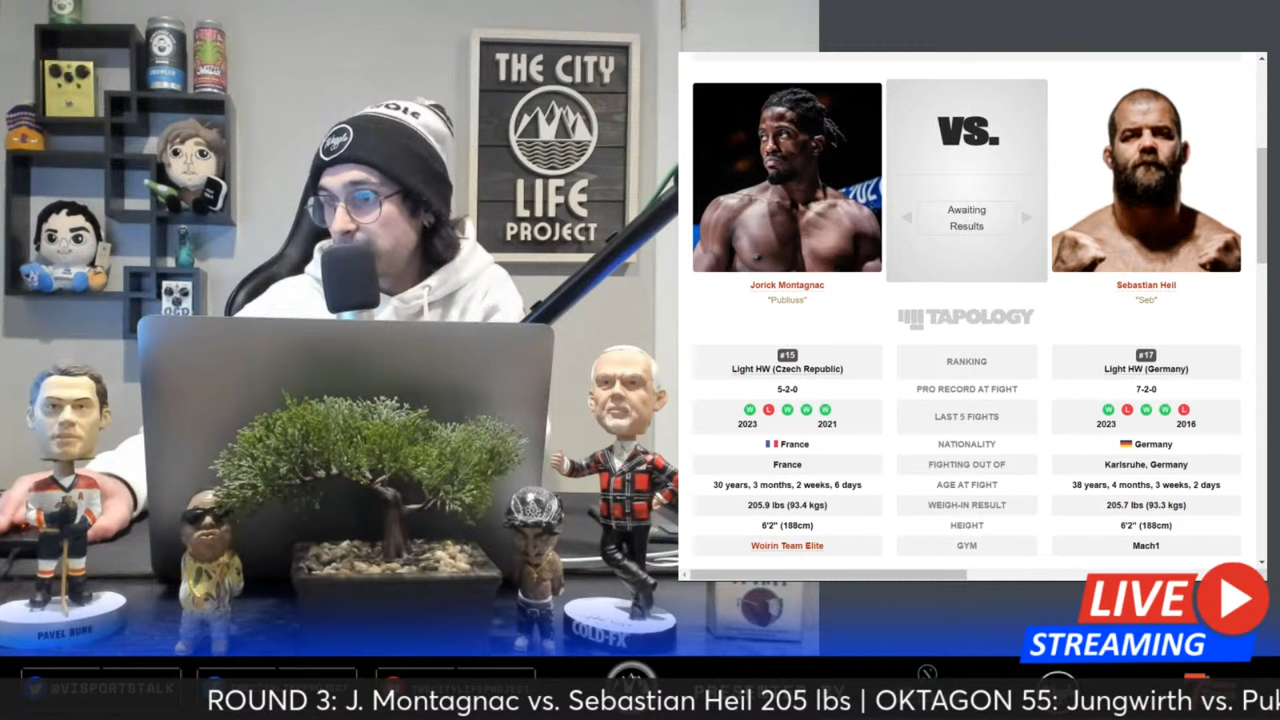 THE CITY
LIFE
PROJECT
VS.
Awaiting
Results
Jorick Montagnac
"Publiuss"
Sebastian Heil
"Seb"
TAPOLOGY
#15
Light HW (Czech Republic)
RANKING
#17
Light HW (Germany)
5-2-0
PRO RECORD AT FIGHT
7-2-0
W L W W W
2023 2021
LAST 5 FIGHTS
W L W W L
2023 2016
France
NATIONALITY
Germany
France
FIGHTING OUT OF
Karlsruhe, Germany
30 years, 3 months, 2 weeks, 6 days
AGE AT FIGHT
38 years, 4 months, 3 weeks, 2 days
205.9 lbs (93.4 kgs)
WEIGH-IN RESULT
205.7 lbs (93.3 kgs)
6'2" (188cm)
HEIGHT
6'2" (188cm)
Woirin Team Elite
GYM
Mach1
PAVEL BURE
COLD-FX
LIVE
STREAMING
@VISPORTSTALK
ROUND 3: J. Montagnac vs. Sebastian Heil 205 lbs | OKTAGON 55: Jungwirth vs. Pu